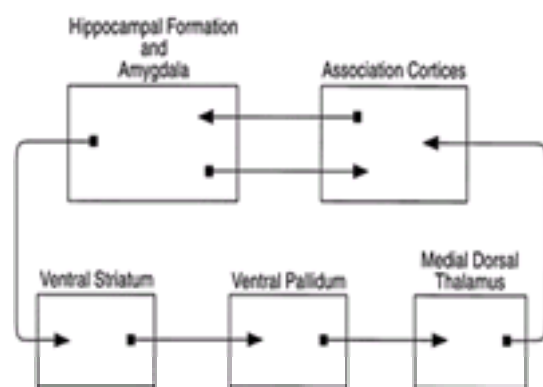 Hippocampal Formation
and
Amygdala
Association Cortices
Ventral Striatum
Ventral Pallidum
Medial Dorsal
Thalamus